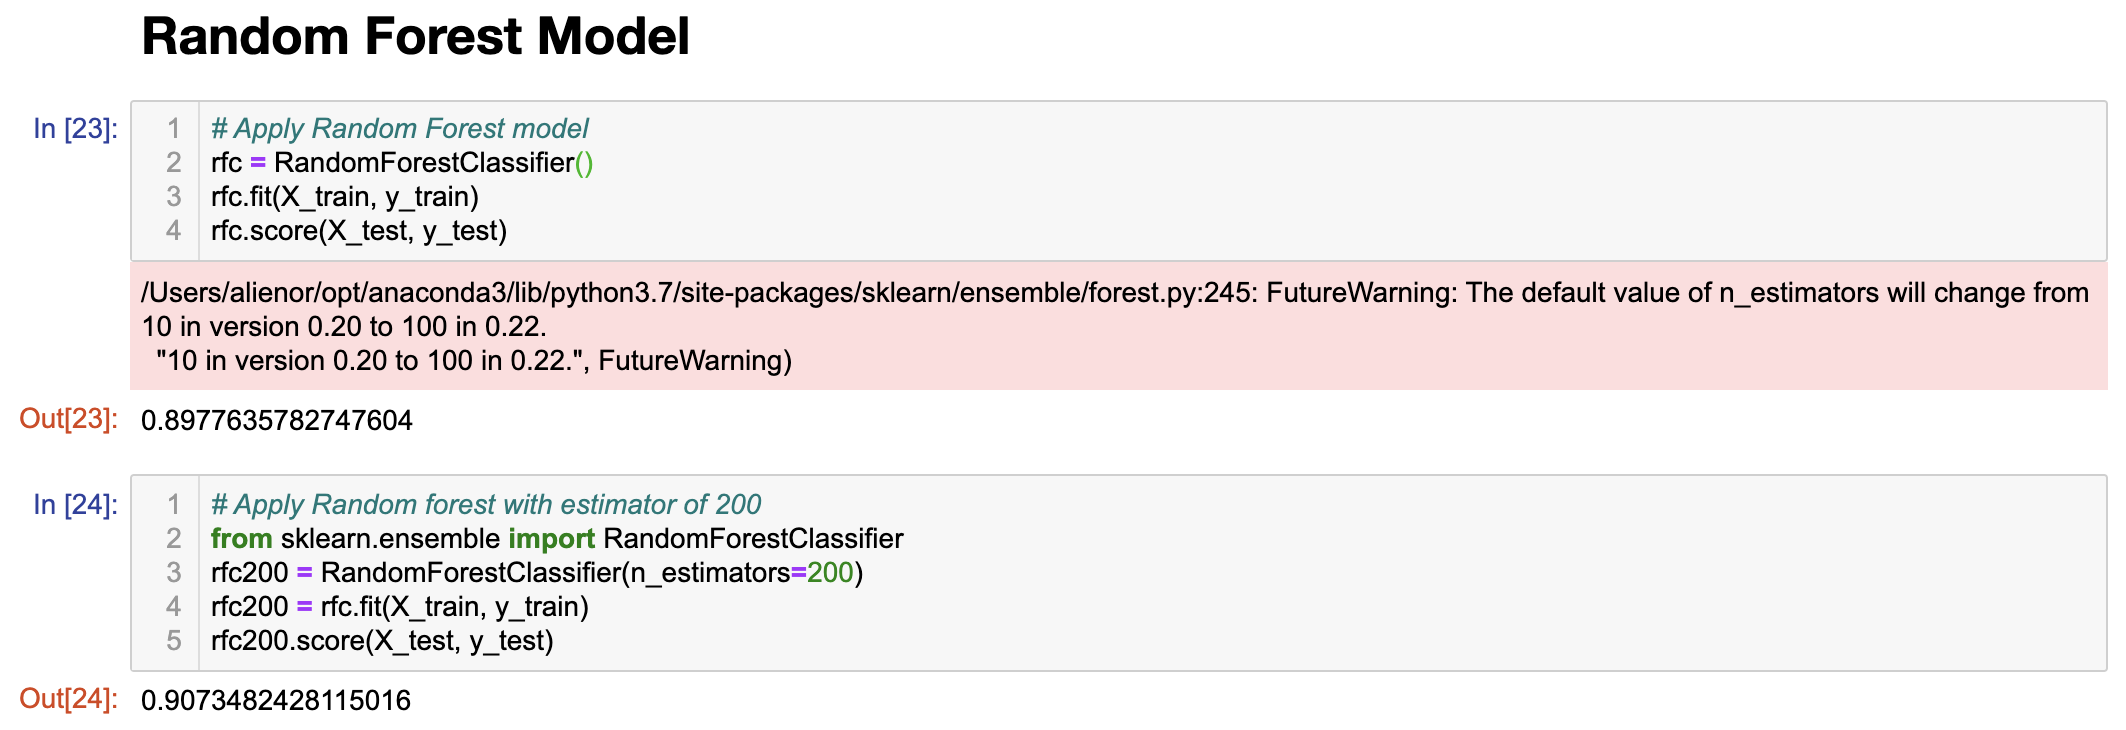 Random Forest Model
In [23]:
1 # Apply Random Forest model
2 rfc = RandomForestClassifier()
3 rfc.fit(X_train, y_train)
4 rfc.score(X_test, y_test)
/Users/alienor/opt/anaconda3/lib/python3.7/site-packages/sklearn/ensemble/forest.py:245: FutureWarning: The default value of n_estimators will change from
10 in version 0.20 to 100 in 0.22.
"10 in version 0.20 to 100 in 0.22.", FutureWarning)
Out[23]: 0.8977635782747604
In [24]:
1 # Apply Random forest with estimator of 200
2 from sklearn.ensemble import RandomForestClassifier
3 rfc200 = RandomForestClassifier(n_estimators=200)
4 rfc200 = rfc.fit(X_train, y_train)
5 rfc200.score(X_test, y_test)
Out[24]: 0.9073482428115016